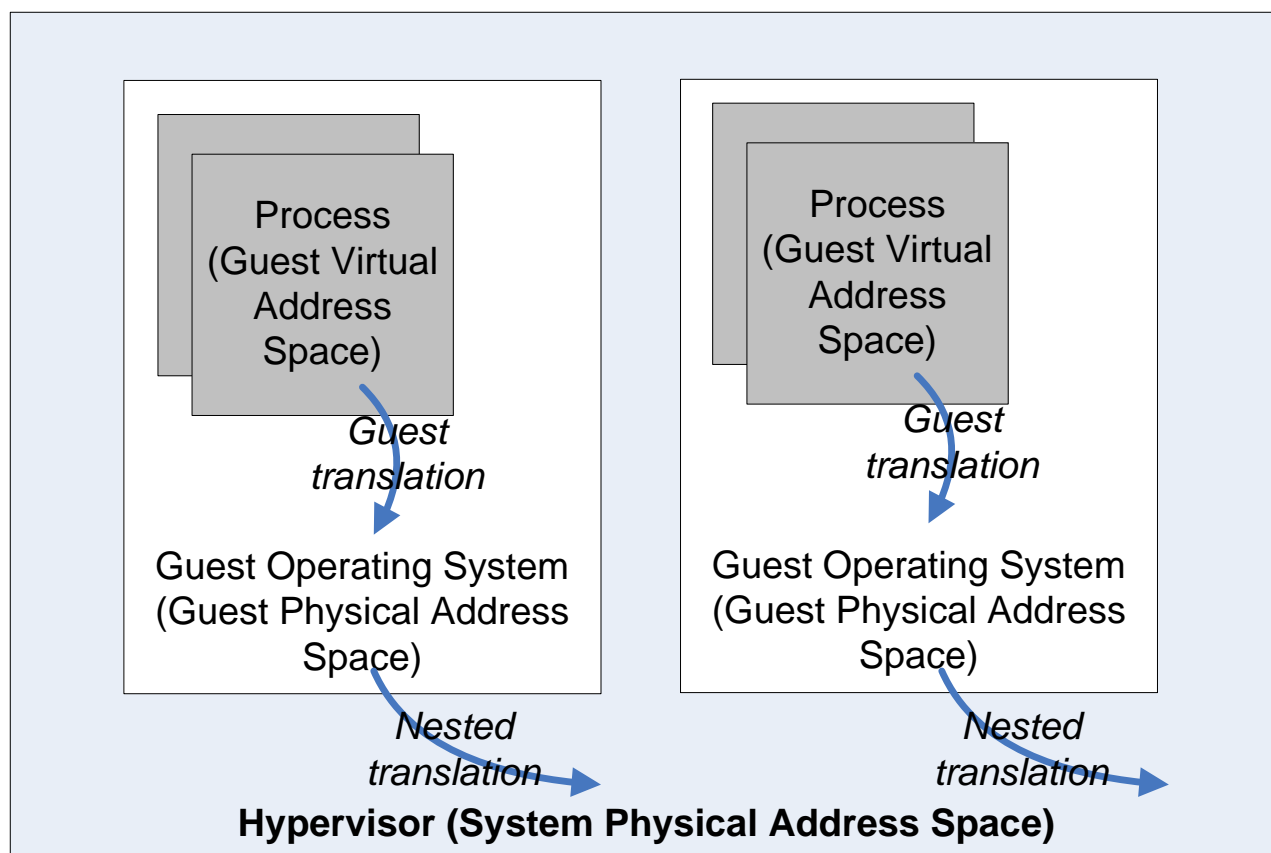 Process
(Guest Virtual
Address
Space)
Guest
translation
Guest Operating System
(Guest Physical Address
Space)
Nested
translation
Process
(Guest Virtual
Address
Space)
Guest
translation
Guest Operating System
(Guest Physical Address
Space)
Nested
translation
Hypervisor (System Physical Address Space)